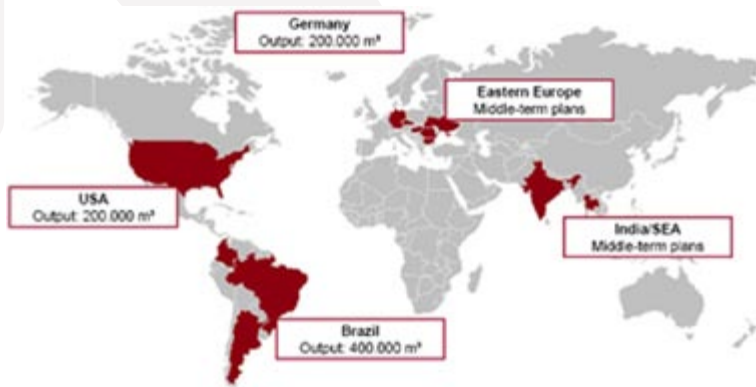 Germany
Output: 200.000 m³
Eastern Europe
Middle-term plans
USA
Output: 200.000 m³
India/SEA
Middle-term plans
Brazil
Output: 400.000 m³